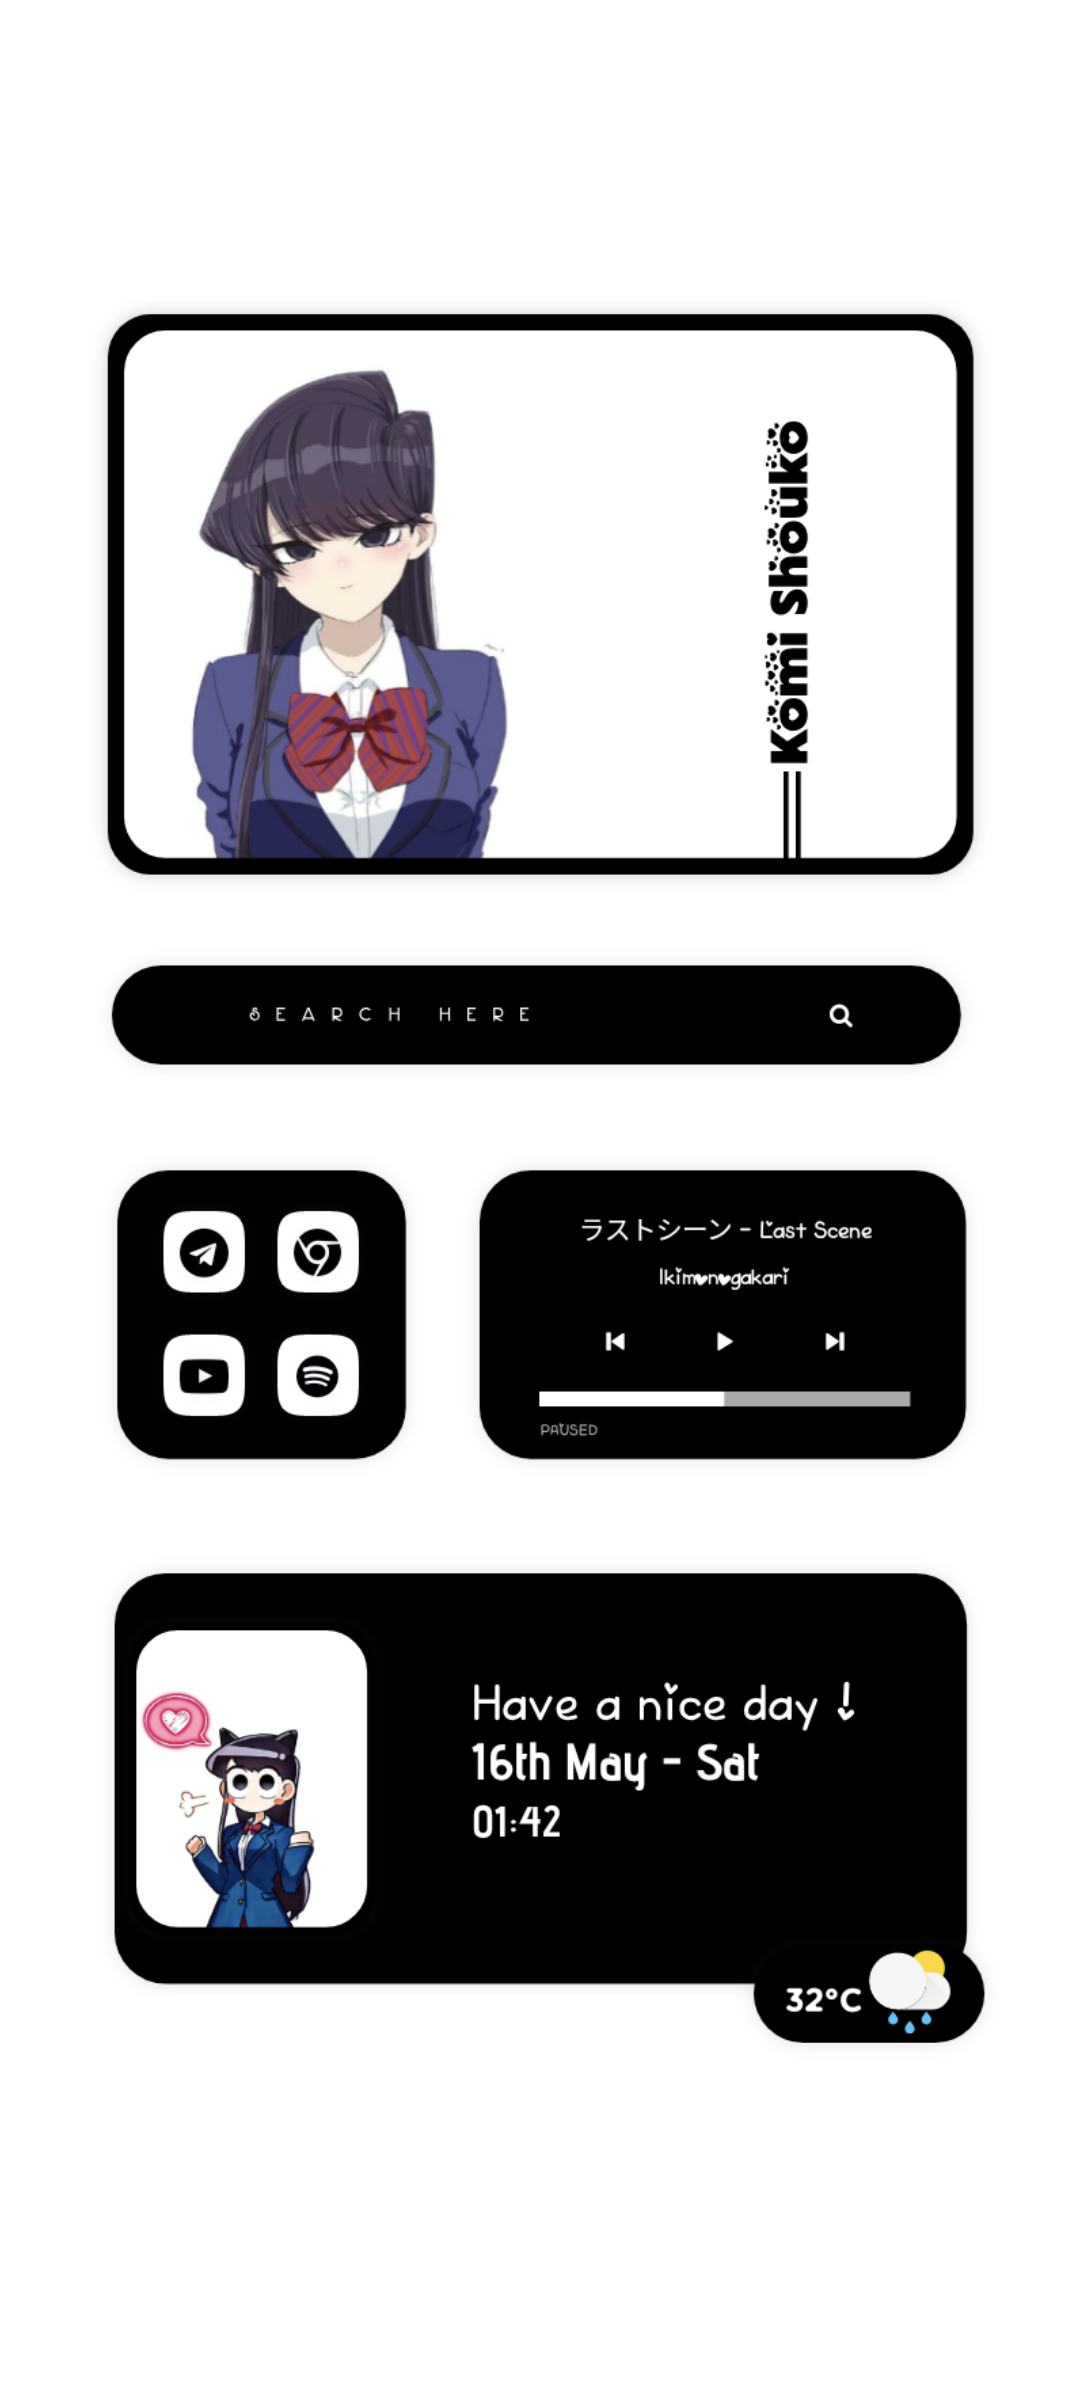 Komi Shouko
SEARCH HERE
ラストシーン - Last Scene
Ikimonogakari
PAUSED
Have a nice day !
16th May - Sat
01:42
32°C